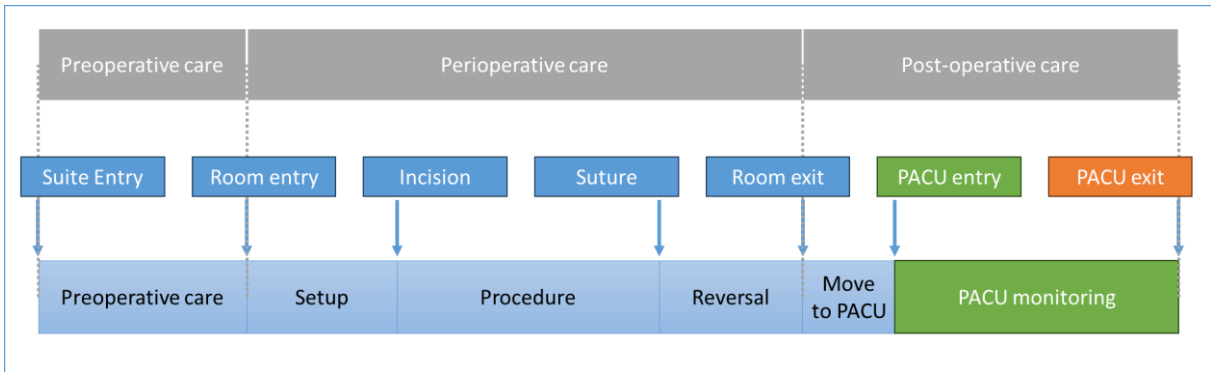 Preoperative care
Perioperative care
Post-operative care
Suite Entry
Room entry
Incision
Suture
Room exit
PACU entry
PACU exit
Preoperative care
Setup
Procedure
Reversal
Move
to PACU
PACU monitoring